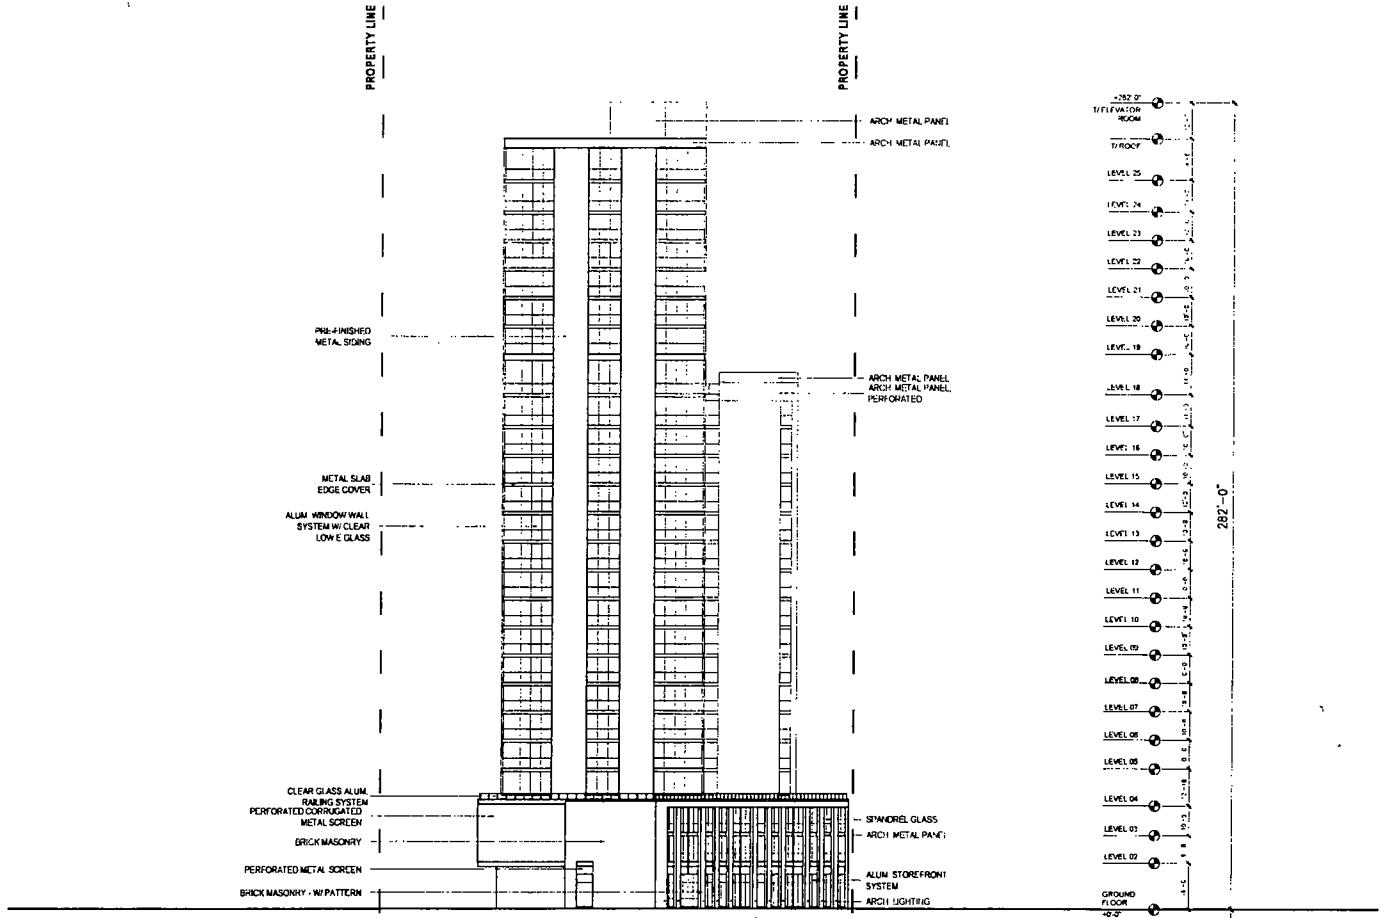 PROPERTY LINE
PROPERTY LINE
ARCH METAL PANEL
ARCH METAL PANEL
PRE-FINISHED
METAL SIDING
ARCH METAL PANEL
ARCH METAL PANEL,
PERFORATED
METAL SLAB
EDGE COVER
ALUM WINDOW WALL
SYSTEM W/ CLEAR
LOW E GLASS
CLEAR GLASS ALUM.
RAILING SYSTEM
PERFORATED CORRUGATED
METAL SCREEN
BRICK MASONRY
PERFORATED METAL SCREEN
BRICK MASONRY - W/ PATTERN
SPANDREL GLASS
ARCH METAL PANEL
ALUM STOREFRONT
SYSTEM
ARCH LIGHTING
+282'0"
T/ELEVATOR
ROOM
T/ROOF
LEVEL 25
LEVEL 24
LEVEL 23
LEVEL 22
LEVEL 21
LEVEL 20
LEVEL 19
LEVEL 18
LEVEL 17
LEVEL 16
LEVEL 15
LEVEL 14
LEVEL 13
LEVEL 12
LEVEL 11
LEVEL 10
LEVEL 09
LEVEL 08
LEVEL 07
LEVEL 06
LEVEL 05
LEVEL 04
LEVEL 03
LEVEL 02
GROUND
FLOOR
+0'-0"
282'-0"